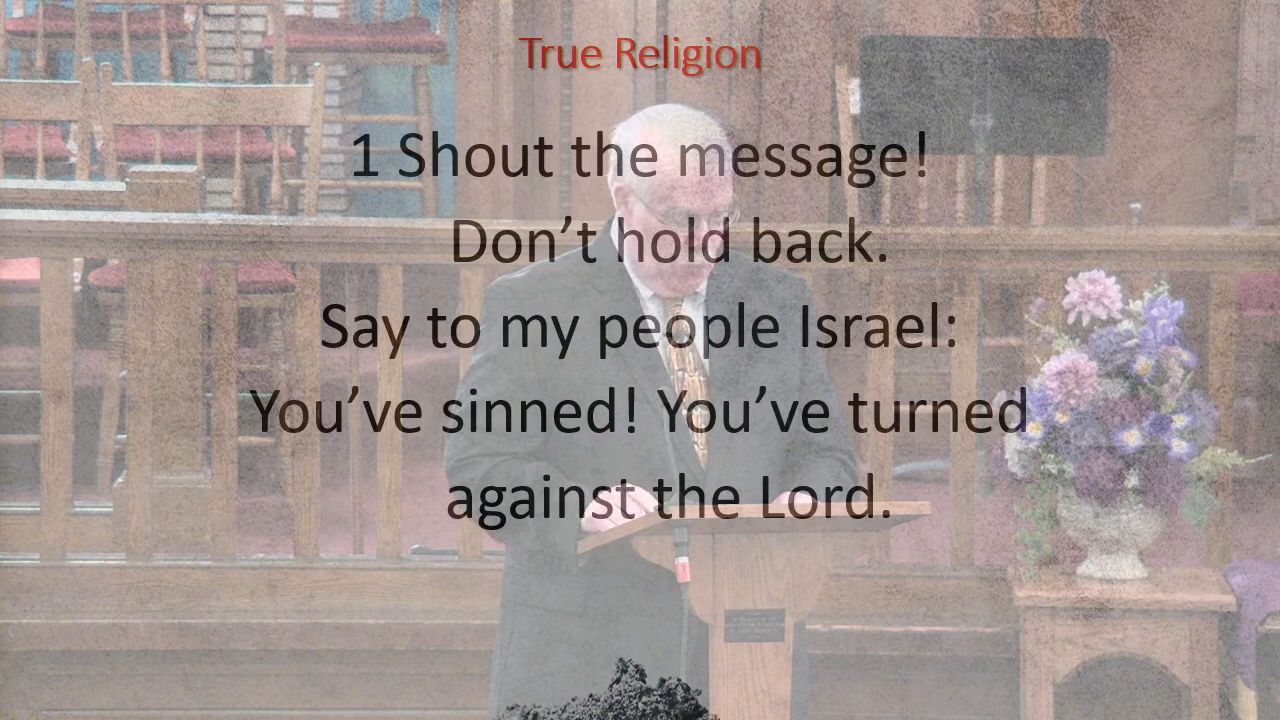 True Religion
1 Shout the message!
Don’t hold back.
Say to my people Israel:
You’ve sinned! You’ve turned
against the Lord.